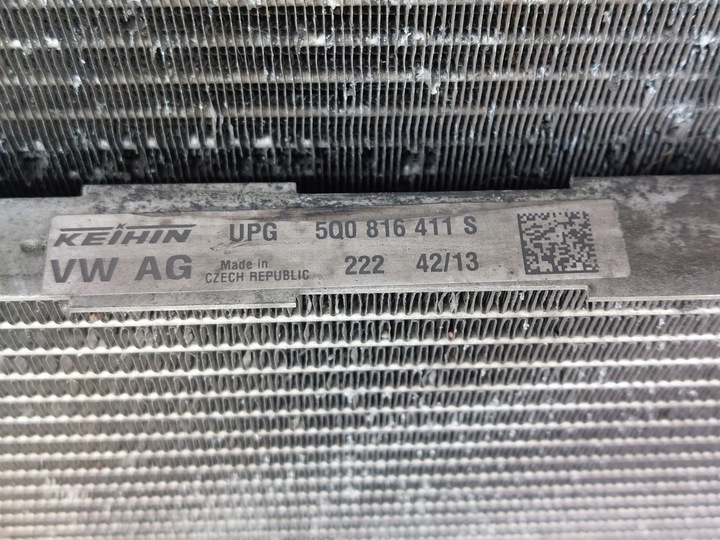 KEIHIN UPG 5Q0 816 411 S
VW AG Made in CZECH REPUBLIC 222 42/13